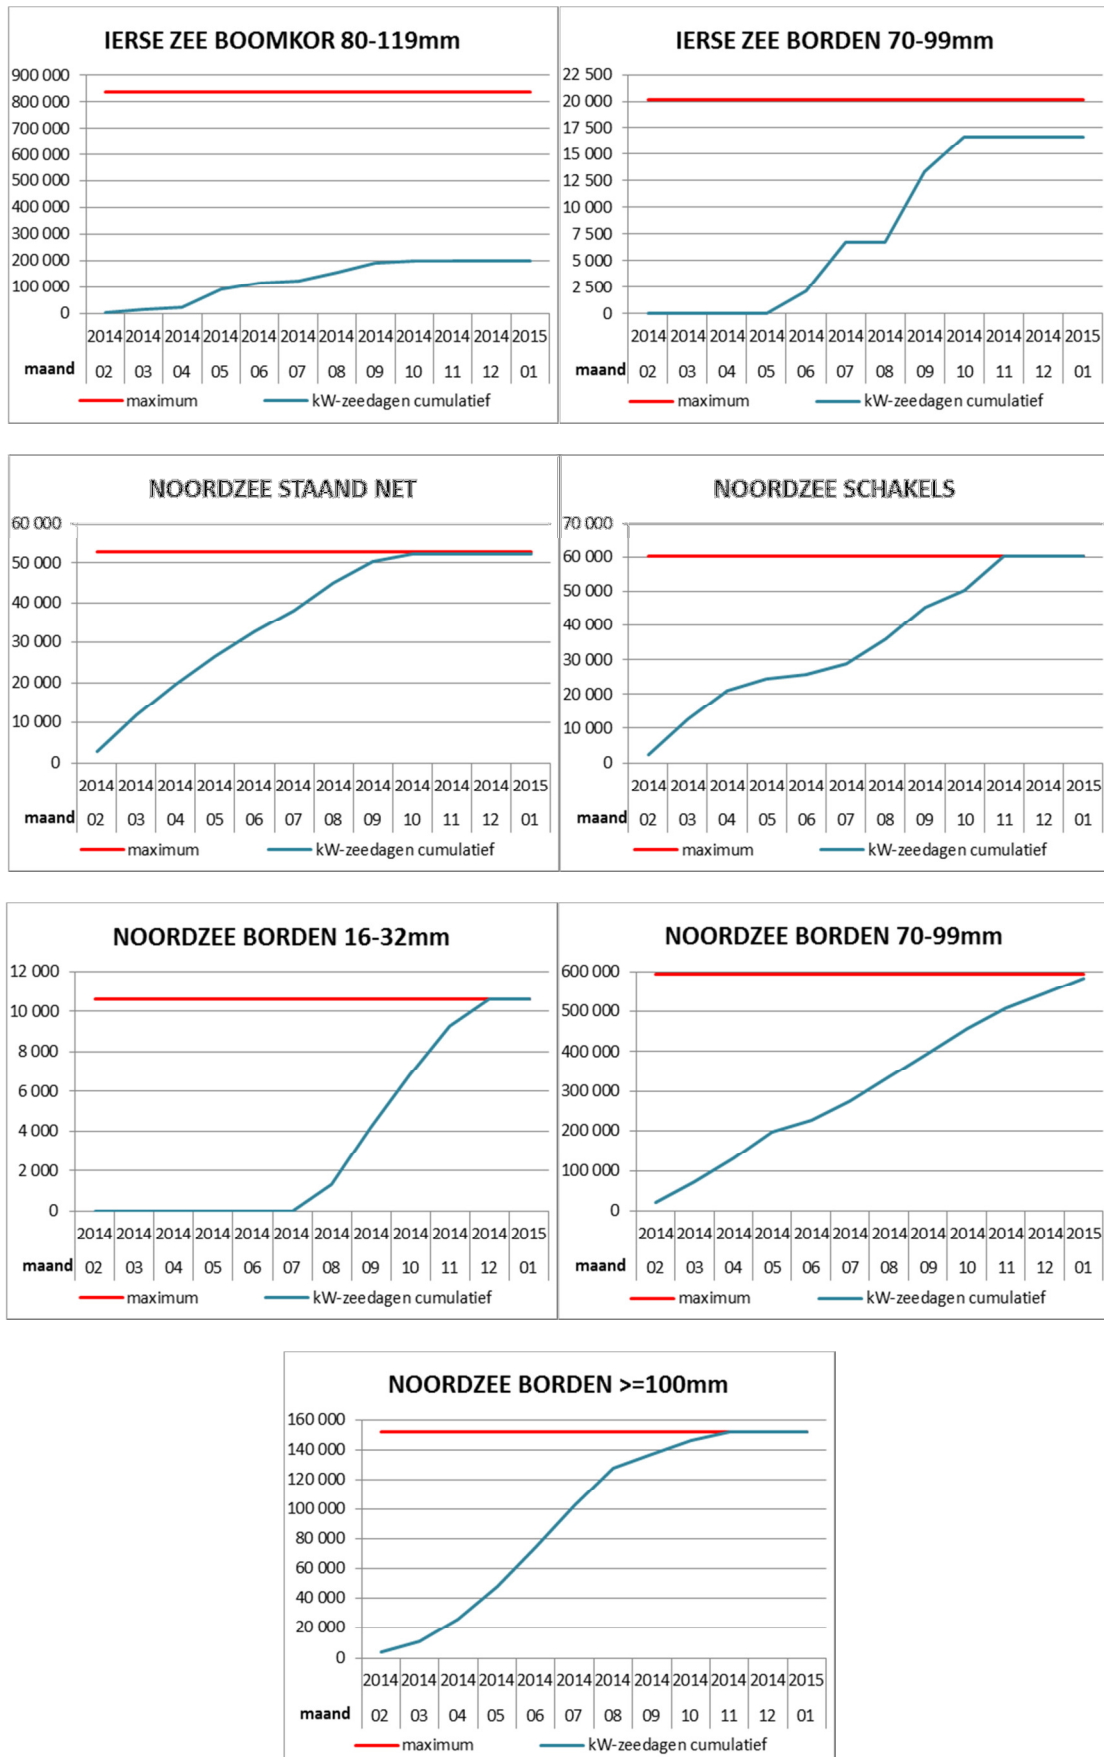 IERSE ZEE BOOMKOR 80-119mm
900 000
800 000
700 000
600 000
500 000
400 000
300 000
200 000
100 000
0
2014 2014 2014 2014 2014 2014 2014 2014 2014 2014 2014 2015
maand 02 03 04 05 06 07 08 09 10 11 12 01
maximum kW-zeedagen cumulatief
IERSE ZEE BORDEN 70-99mm
22 500
20 000
17 500
15 000
12 500
10 000
7 500
5 000
2 500
0
2014 2014 2014 2014 2014 2014 2014 2014 2014 2014 2014 2015
02 03 04 05 06 07 08 09 10 11 12 01
maximum kW-zeedagen cumulatief
NOORDZEE STAAND NET
60 000
50 000
40 000
30 000
20 000
10 000
0
2014 2014 2014 2014 2014 2014 2014 2014 2014 2014 2014 2015
maand 02 03 04 05 06 07 08 09 10 11 12 01
maximum kW-zeedagen cumulatief
NOORDZEE SCHAKELS
70 000
60 000
50 000
40 000
30 000
20 000
10 000
0
2014 2014 2014 2014 2014 2014 2014 2014 2014 2014 2014 2015
maand 02 03 04 05 06 07 08 09 10 11 12 01
maximum kW-zeedagen cumulatief
NOORDZEE BORDEN 16-32mm
12 000
10 000
8 000
6 000
4 000
2 000
0
2014 2014 2014 2014 2014 2014 2014 2014 2014 2014 2014 2015
maand 02 03 04 05 06 07 08 09 10 11 12 01
maximum kW-zeedagen cumulatief
NOORDZEE BORDEN 70-99mm
600 000
500 000
400 000
300 000
200 000
100 000
0
2014 2014 2014 2014 2014 2014 2014 2014 2014 2014 2014 2015
maand 02 03 04 05 06 07 08 09 10 11 12 01
maximum kW-zeedagen cumulatief
NOORDZEE BORDEN >=100mm
160 000
140 000
120 000
100 000
80 000
60 000
40 000
20 000
0
2014 2014 2014 2014 2014 2014 2014 2014 2014 2014 2014 2015
maand 02 03 04 05 06 07 08 09 10 11 12 01
maximum kW-zeedagen cumulatief